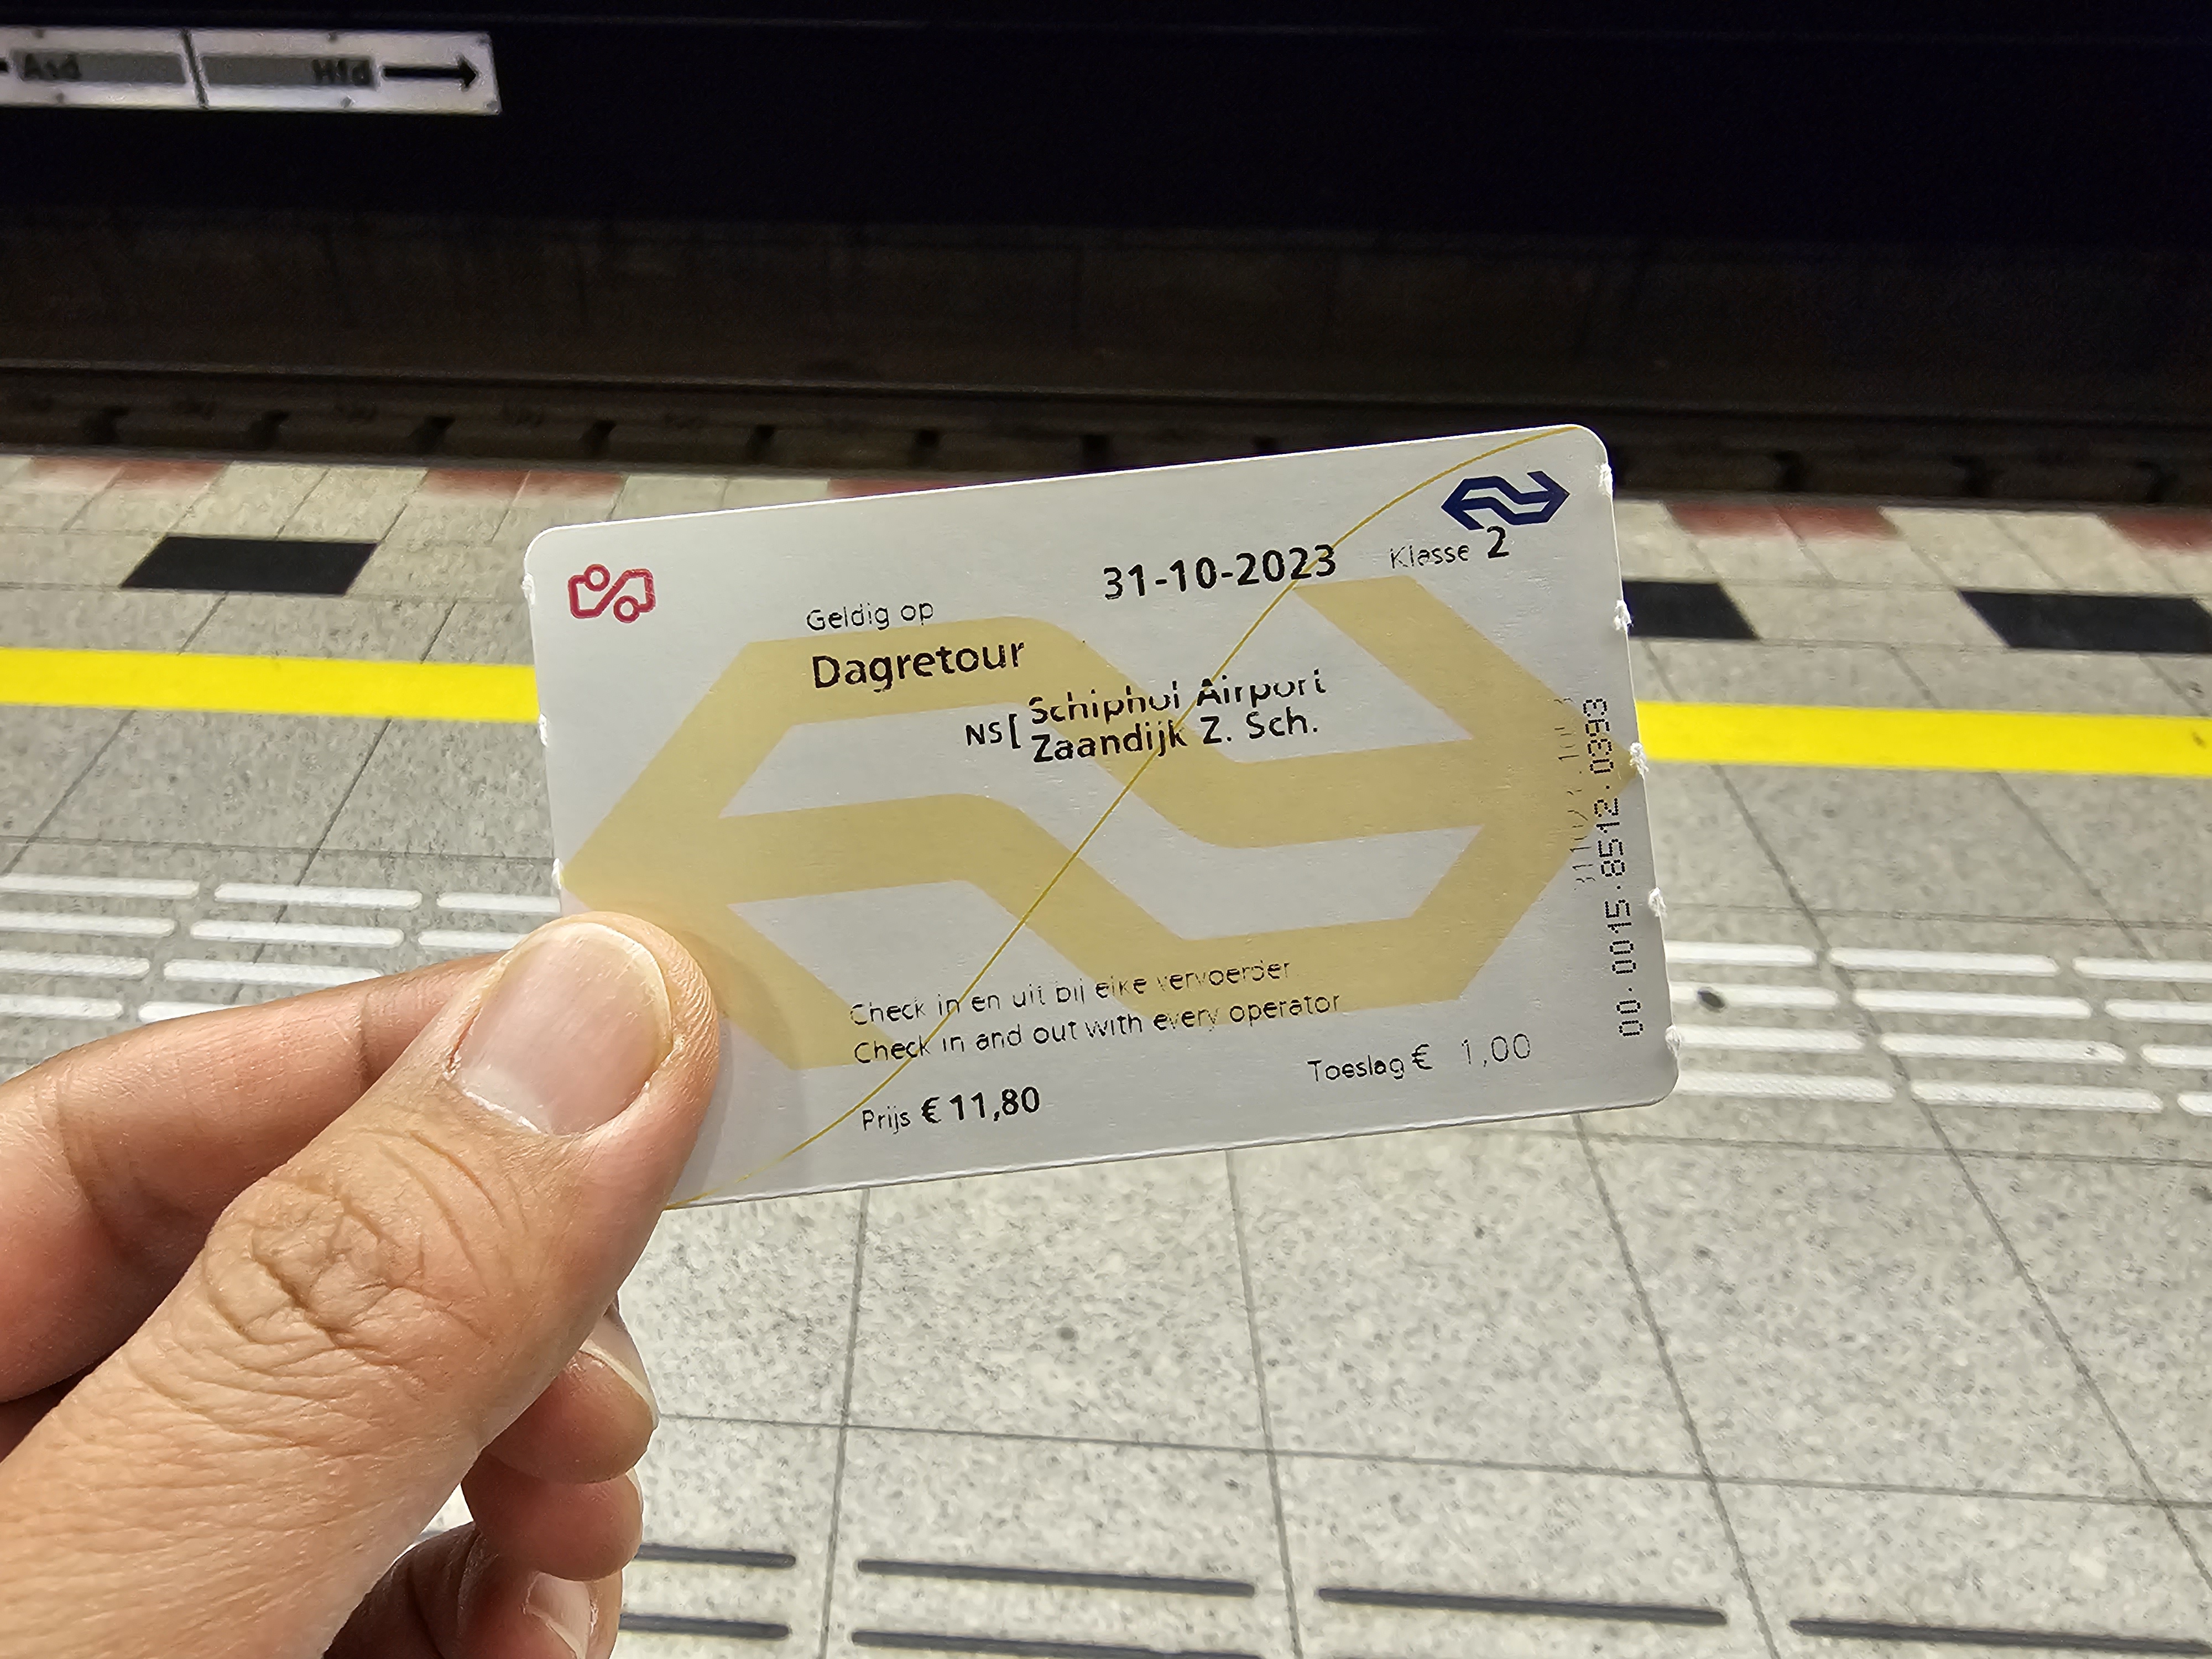 Asd Hfd
31-10-2023 Klasse 2
Geldig op
Dagretour
Schiphol Airport
NS[
Zaandijk Z. Sch.
Check in en uit bij elke vervoerder
Check in and out with every operator
Prijs € 11,80 Toeslag € 1,00
00·0015·8512·0393